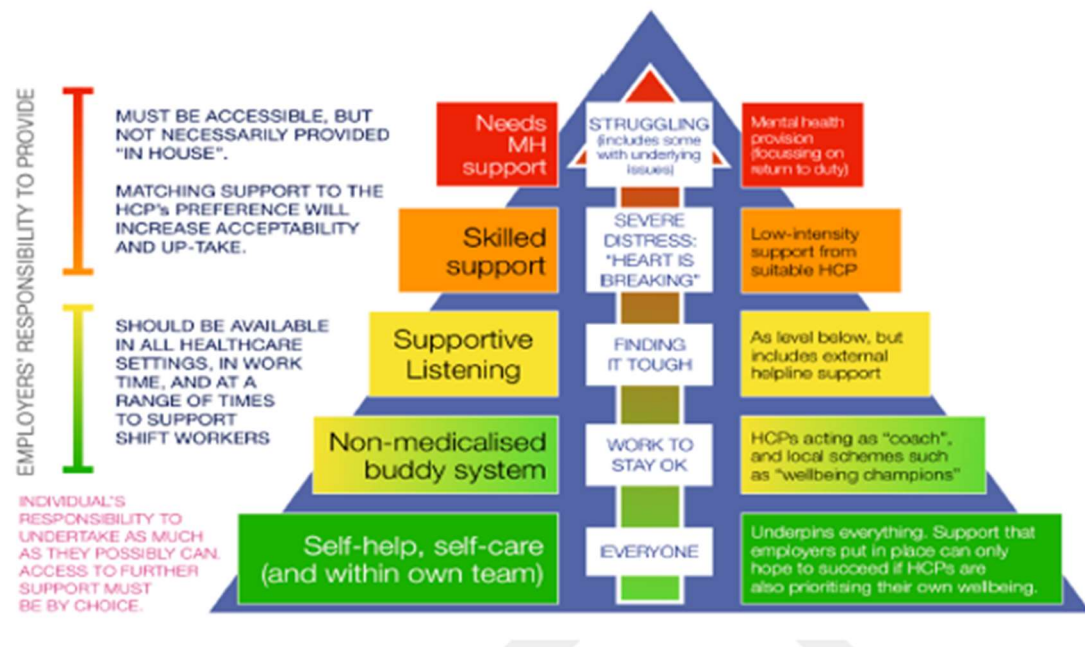 EMPLOYERS' RESPONSIBILITY TO PROVIDE
MUST BE ACCESSIBLE, BUT
NOT NECESSARILY PROVIDED
"IN HOUSE".
MATCHING SUPPORT TO THE
HCP's PREFERENCE WILL
INCREASE ACCEPTABILITY
AND UP-TAKE.
SHOULD BE AVAILABLE
IN ALL HEALTHCARE
SETTINGS, IN WORK
TIME, AND AT A
RANGE OF TIMES
TO SUPPORT
SHIFT WORKERS
INDIVIDUAL'S
RESPONSIBILITY TO
UNDERTAKE AS MUCH
AS THEY POSSIBLY CAN.
ACCESS TO FURTHER
SUPPORT MUST
BE BY CHOICE.
Needs
MH
support
STRUGGLING
(includes some
with underlying
issues)
Mental health
provision
(focussing on
return to duty)
Skilled
support
SEVERE
DISTRESS:
"HEART IS
BREAKING"
Low-intensity
support from
suitable HCP
Supportive
Listening
FINDING
IT TOUGH
As level below, but
includes external
helpline support
Non-medicalised
buddy system
WORK TO
STAY OK
HCPs acting as "coach",
and local schemes such
as "wellbeing champions"
Self-help, self-care
(and within own team)
EVERYONE
Underpins everything. Support that
employers put in place can only
hope to succeed if HCPs are
also prioritising their own wellbeing.